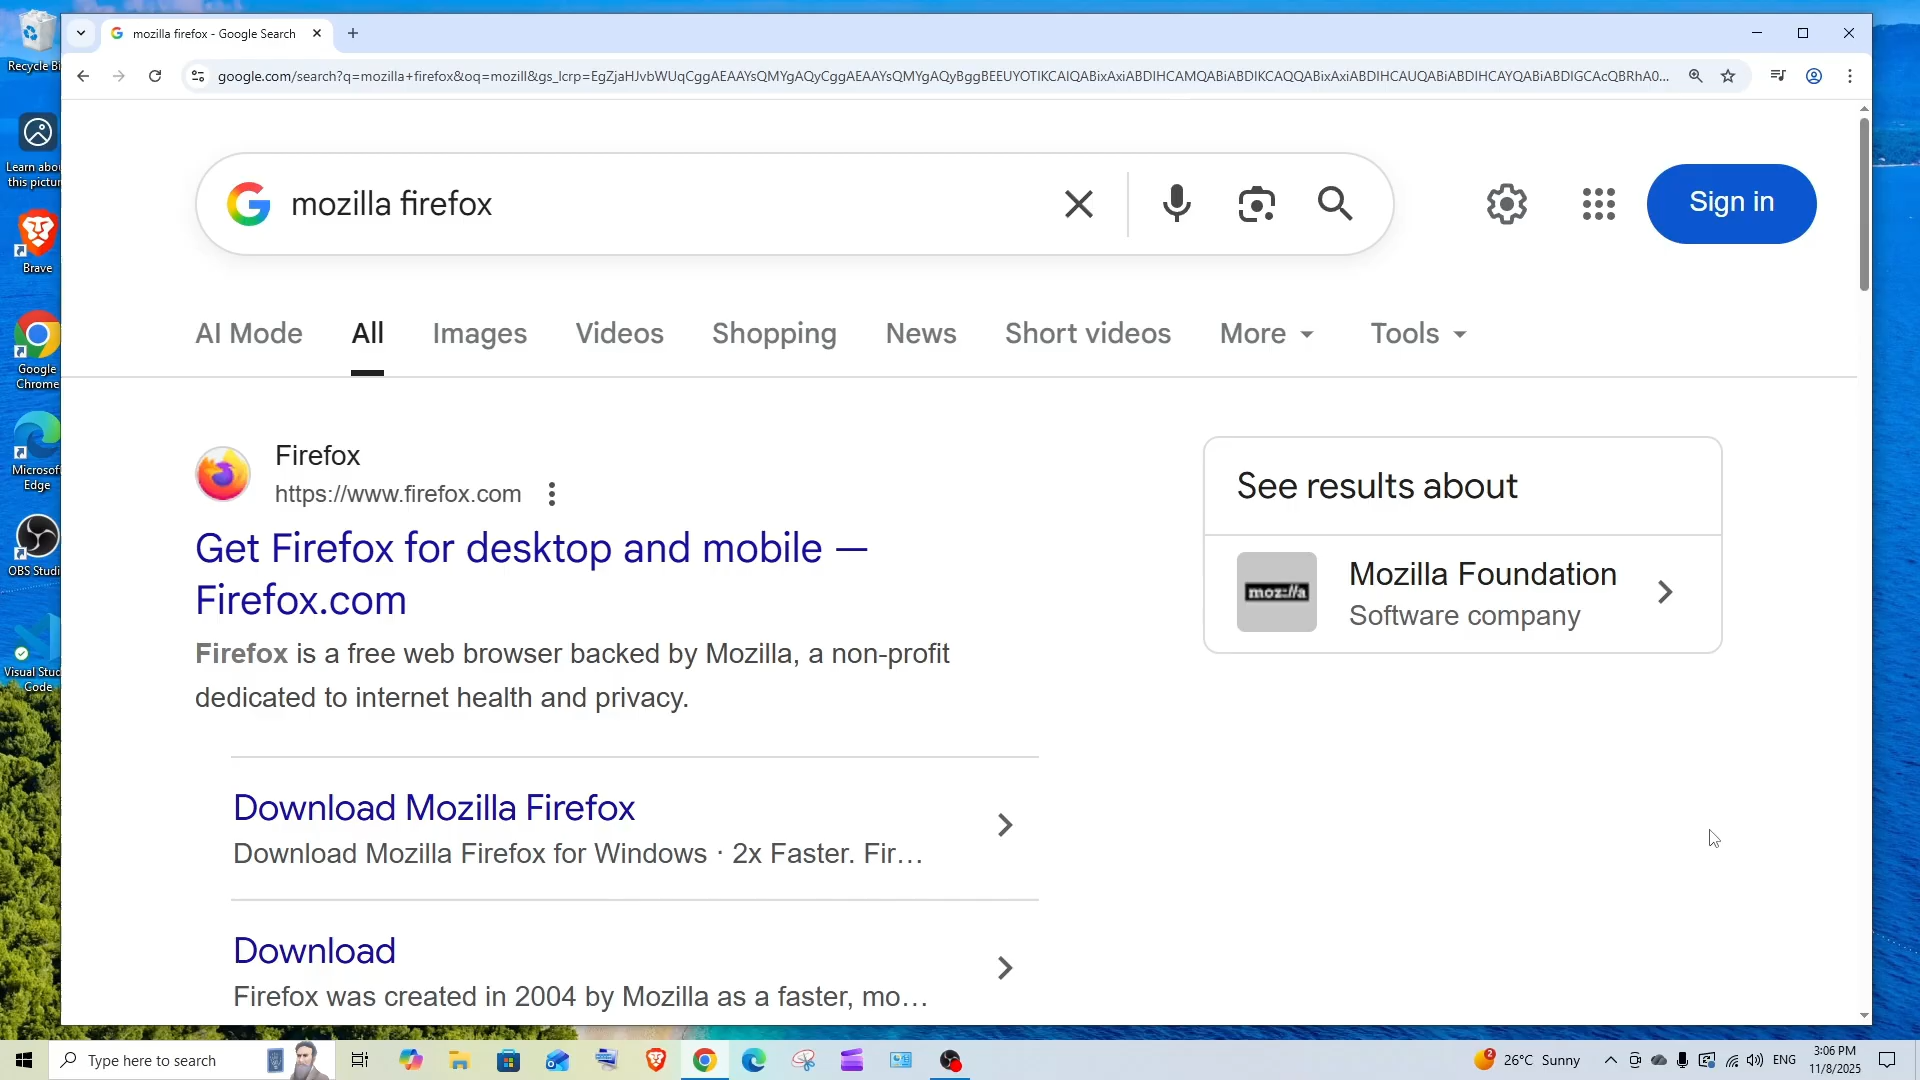 mozilla firefox - Google Search
google.com/search?q=mozilla+firefox&oq=mozill&gs_lcrp=EgZjaHJvbWUqCggAEAAYsQMYgAQyCggAEAAYsQMYgAQyBggBEEUYOTIKCAIQABixAxiABDIHCAMQABiABDIKCAQQABixAxiABDIHCAUQABiABDIHCAYQABiABDIGCAcQBRhA0...
Recycle Bi
Learn abou
this pictur
Brave
Google
Chrome
Microsof
Edge
OBS Studi
Visual Stud
Code
mozilla firefox
Sign in
AI Mode All Images Videos Shopping News Short videos More Tools
Firefox
https://www.firefox.com
Get Firefox for desktop and mobile —
Firefox.com
Firefox is a free web browser backed by Mozilla, a non-profit
dedicated to internet health and privacy.
Download Mozilla Firefox
Download Mozilla Firefox for Windows · 2x Faster. Fir...
Download
Firefox was created in 2004 by Mozilla as a faster, mo...
See results about
moz://a
Mozilla Foundation
Software company
Type here to search
2
26°C Sunny
ENG
3:06 PM
11/8/2025